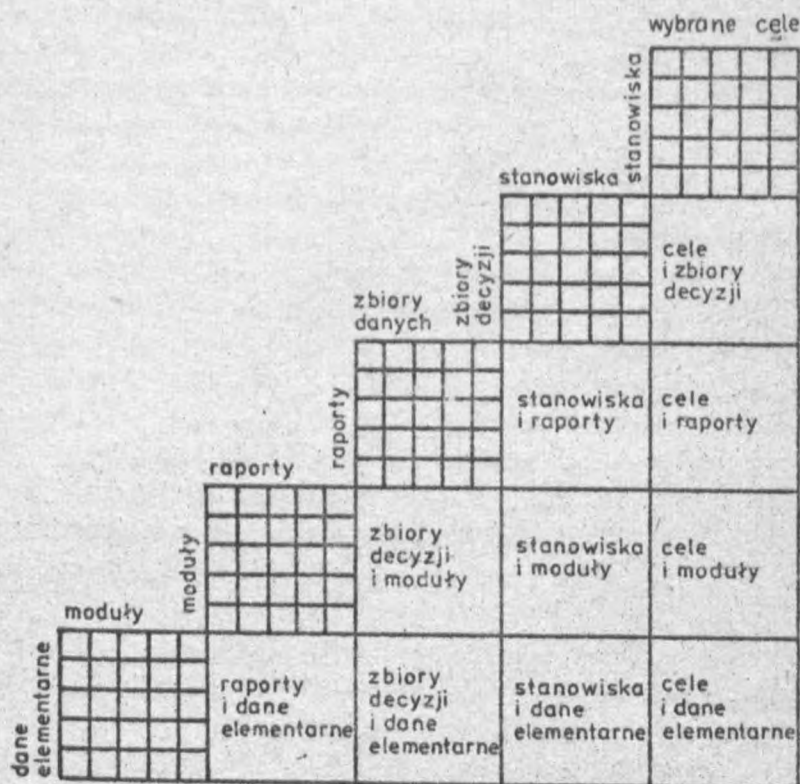 wybrane cele
stanowiska
stanowiska
cele
i zbiory
decyzji
zbiory
decyzji
zbiory
danych
raporty
stanowiska
i raporty
cele
i raporty
raporty
moduły
zbiory
decyzji
i moduły
stanowiska
i moduły
cele
i moduły
moduły
dane
elementarne
raporty
i dane
elementarne
zbiory
decyzji
i dane
elementarne
stanowiska
i dane
elementarne
cele
i dane
elementarne